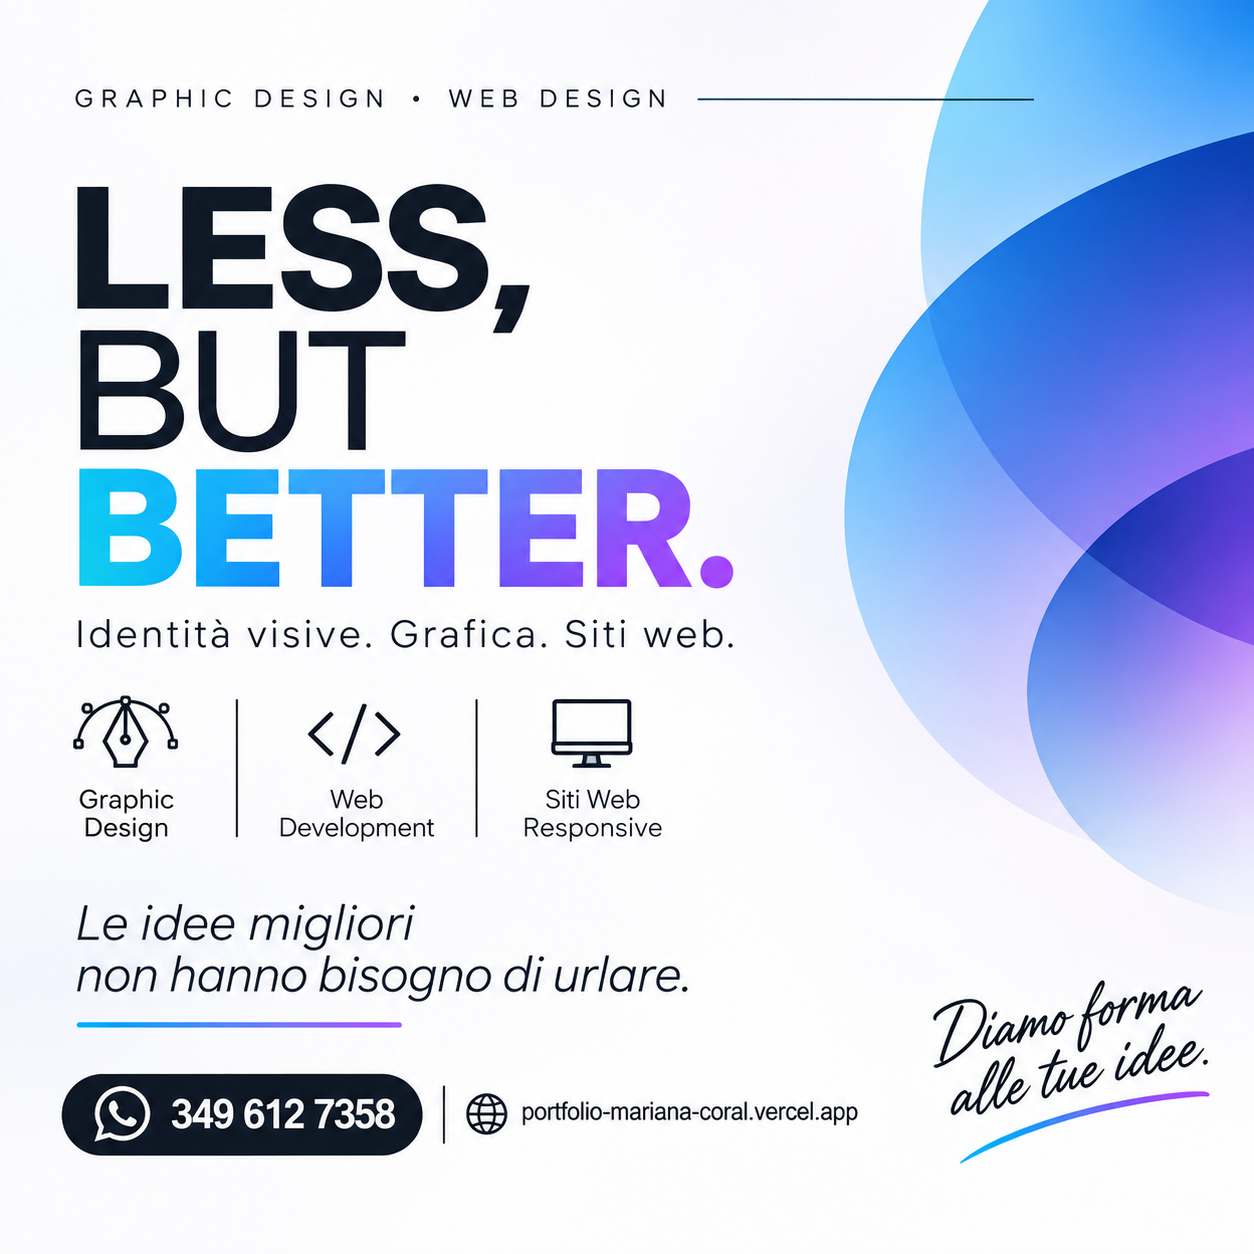 GRAPHIC DESIGN • WEB DESIGN
LESS,
BUT
BETTER.
Identità visive. Grafica. Siti web.
Graphic
Design
Web
Development
Siti Web
Responsive
Le idee migliori
non hanno bisogno di urlare.
Diamo forma
alle tue idee.
349 612 7358
portfolio-mariana-coral.vercel.app